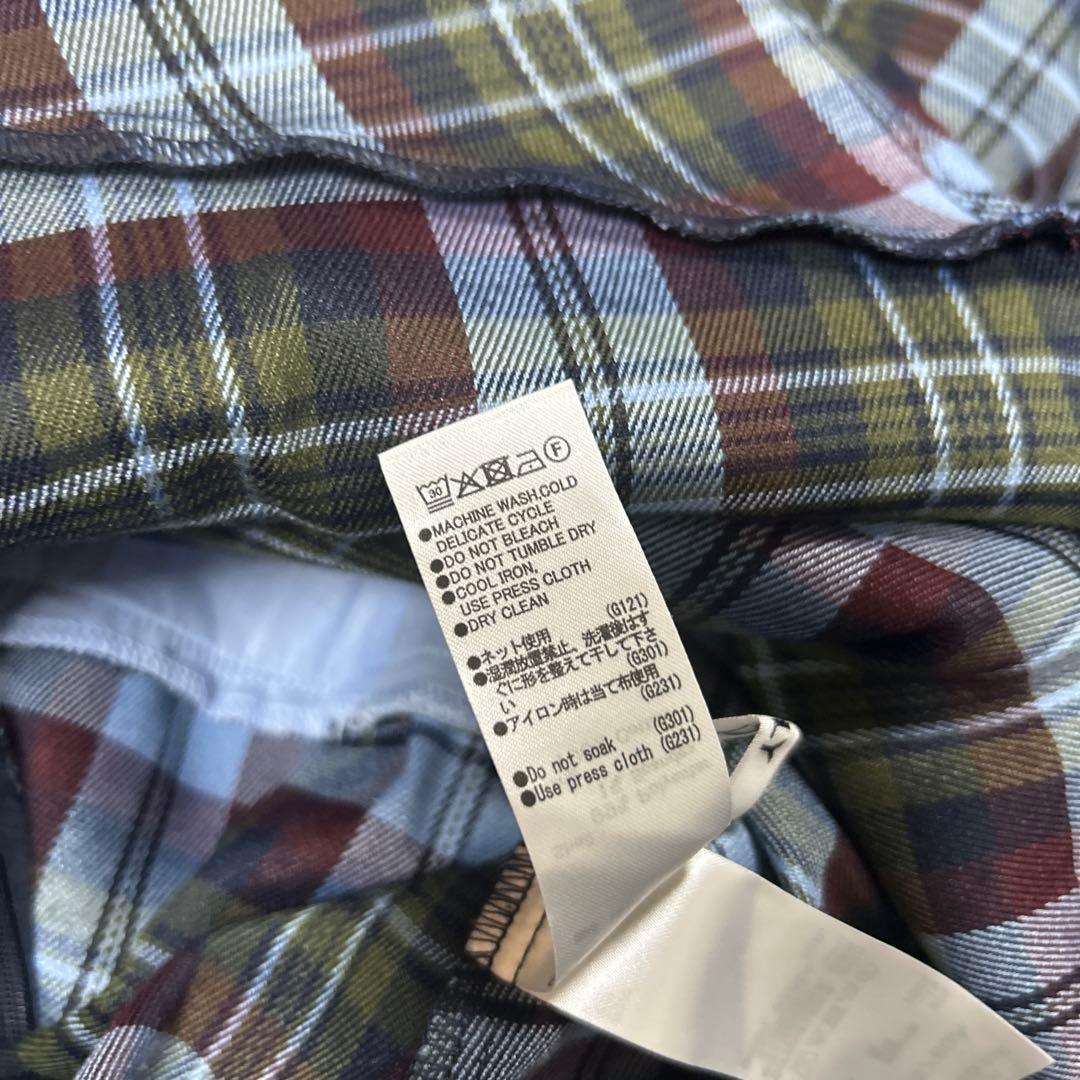 30 F
●MACHINE WASH,COLD
DELICATE CYCLE
●DO NOT BLEACH
●DO NOT TUMBLE DRY
●COOL IRON,
USE PRESS CLOTH
●DRY CLEAN
(G121)
●ネット使用
●湿潤放置禁止、洗濯後はす
ぐに形を整えて干して下さ
い (G301)
●アイロン時は当て布使用
(G231)
●Do not soak (G301)
●Use press cloth (G231)